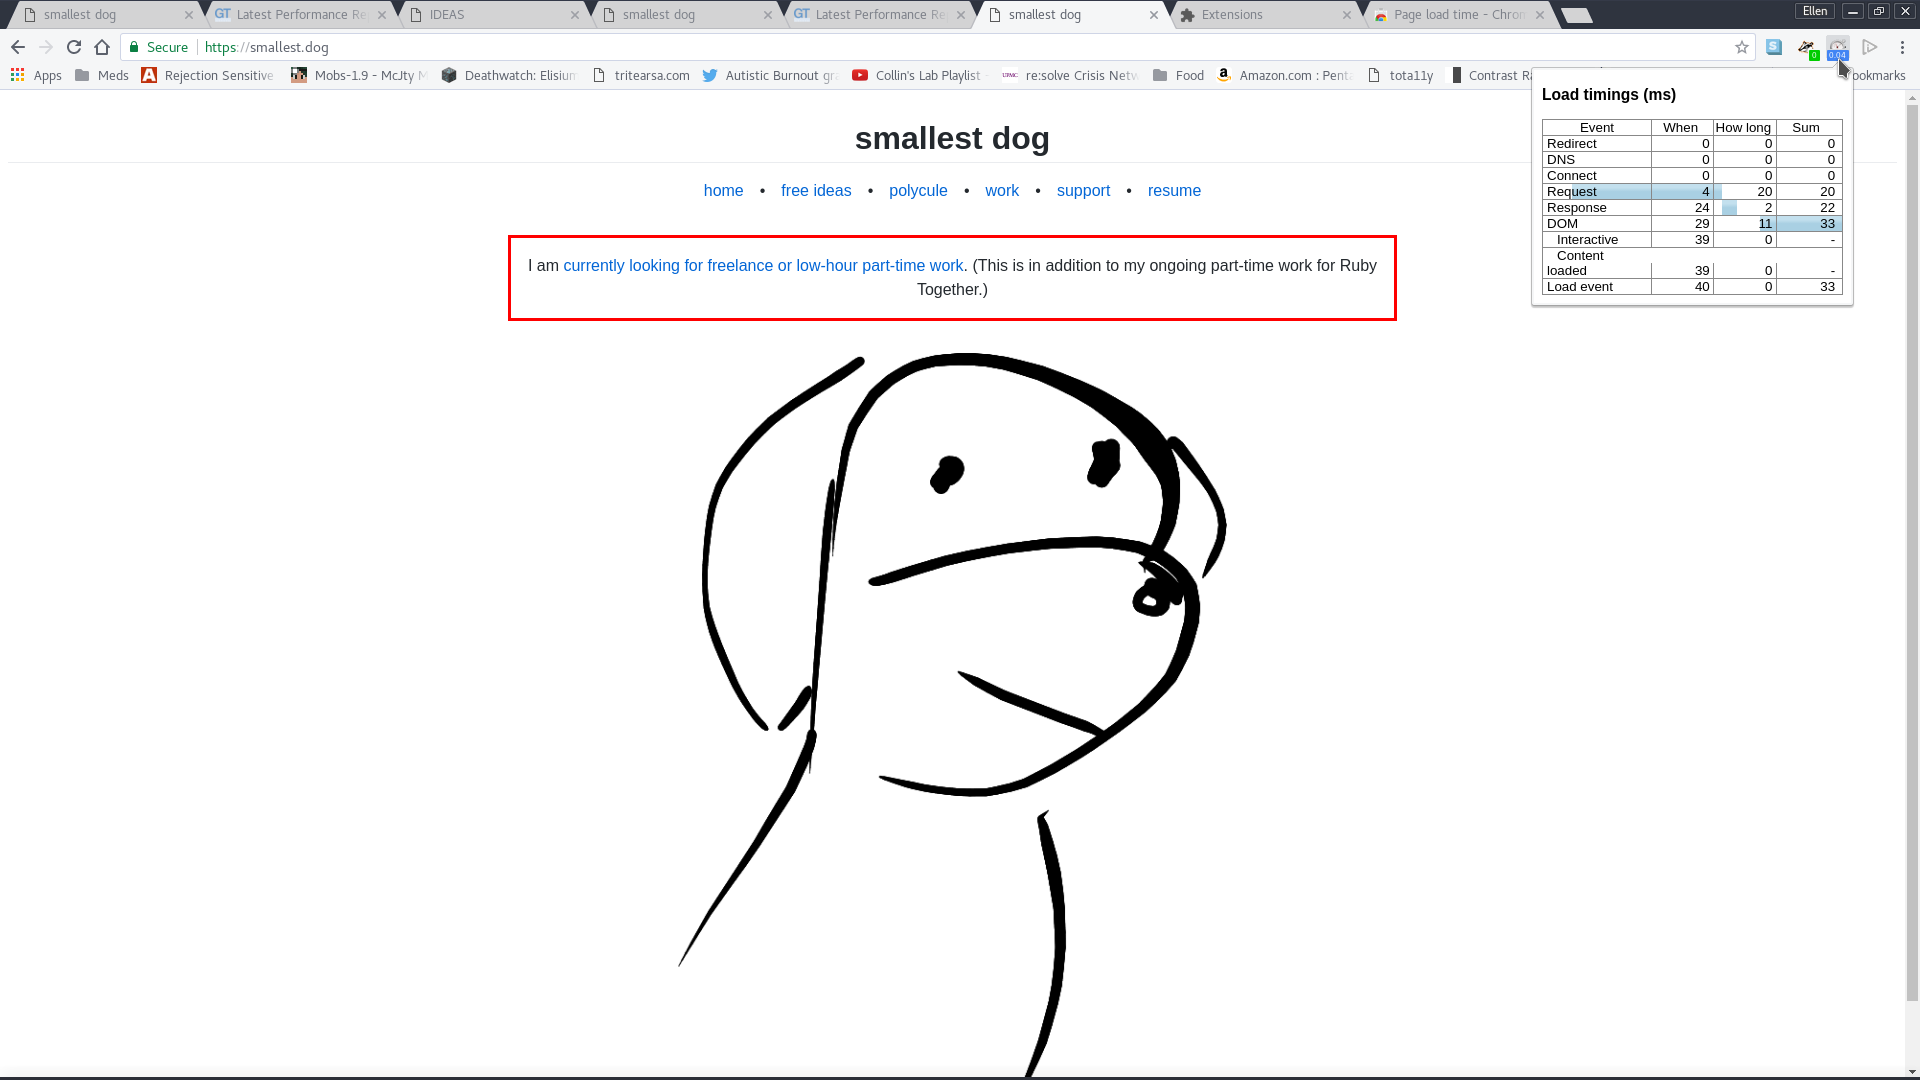 smallest dog
Latest Performance Re
IDEAS
smallest dog
Latest Performance Re
smallest dog
Extensions
Page load time - Chron
Ellen
Secure
https://smallest.dog
0
0.04
Apps
Meds
Rejection Sensitive
Mobs-1.9 - McJty M
Deathwatch: Elisium
tritearsa.com
Autistic Burnout gra
Collin's Lab Playlist -
re:solve Crisis Netw
Food
Amazon.com : Penta
tota11y
Contrast Ra
ookmarks
smallest dog
home • free ideas • polycule • work • support • resume
I am currently looking for freelance or low-hour part-time work. (This is in addition to my ongoing part-time work for Ruby
Together.)
Load timings (ms)
Event When How long Sum
Redirect 0 0 0
DNS 0 0 0
Connect 0 0 0
Request 4 20 20
Response 24 2 22
DOM 29 11 33
Interactive 39 0 -
Content
loaded 39 0 -
Load event 40 0 33